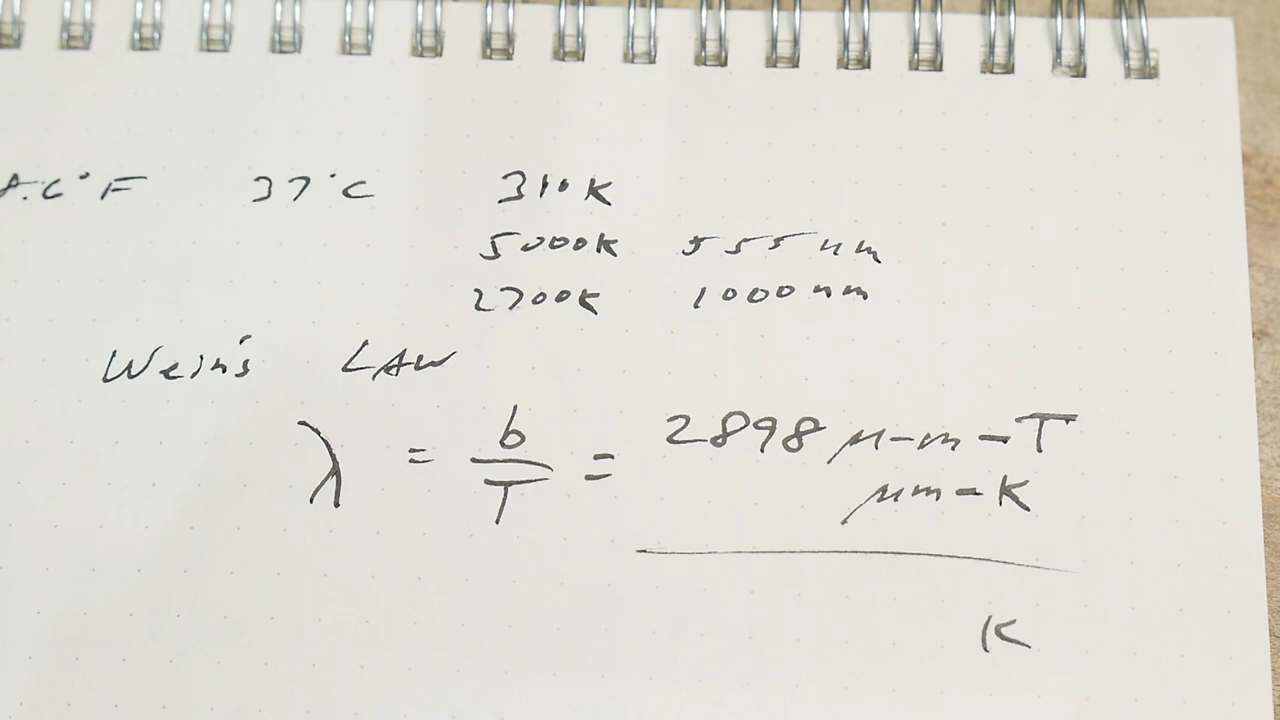 °F 37°C 310K
5000K 555nm
2700K 1000nm
Wein's LAW
λ = b/T = 2898 μ-m-T
μm-K
K